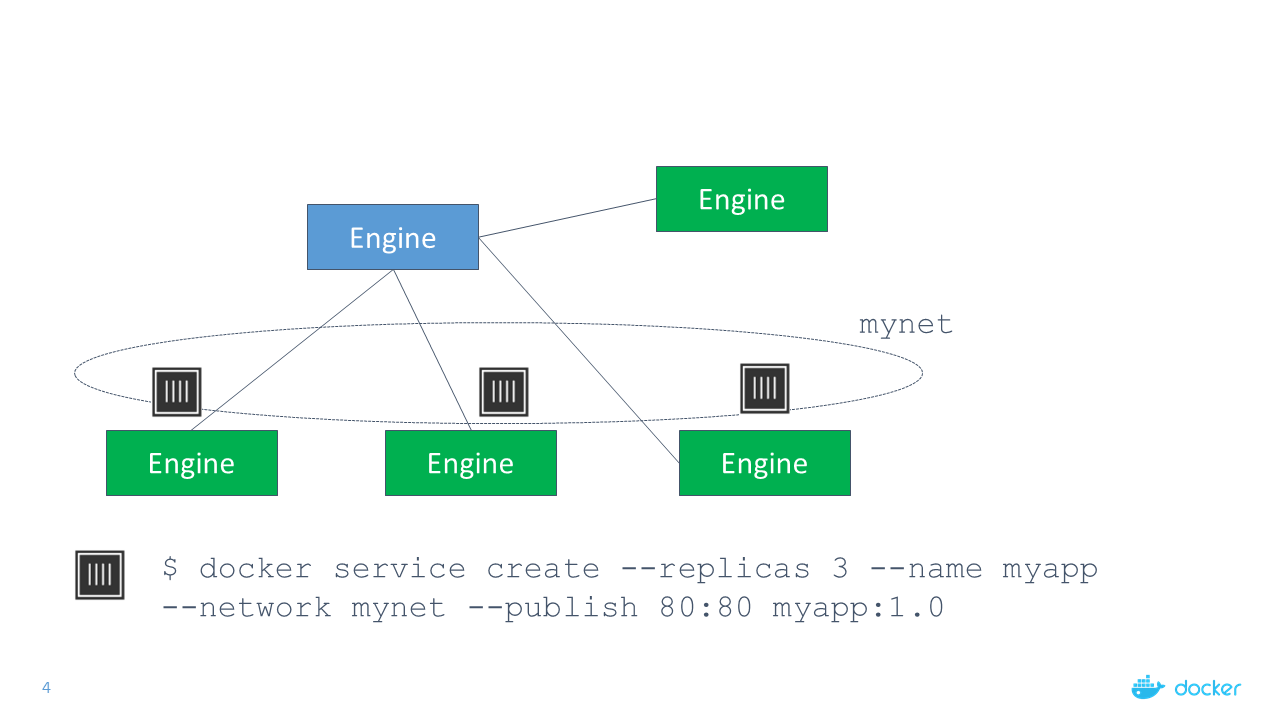 Engine
Engine
mynet
Engine
Engine
Engine
$ docker service create --replicas 3 --name myapp
--network mynet --publish 80:80 myapp:1.0
4
docker